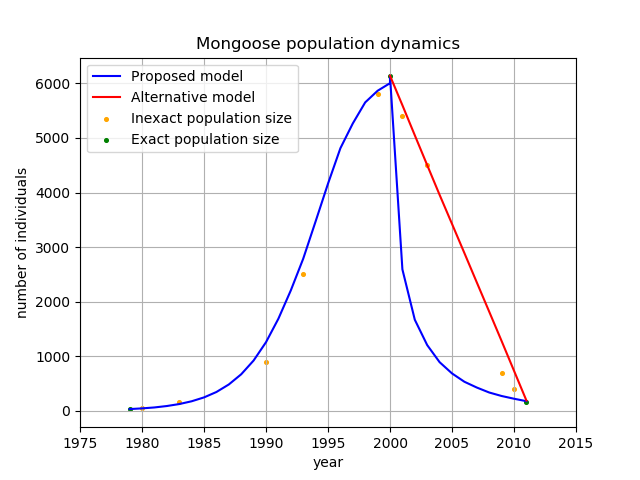 Mongoose population dynamics
Proposed model
Alternative model
Inexact population size
Exact population size
number of individuals
6000
5000
4000
3000
2000
1000
0
1975 1980 1985 1990 1995 2000 2005 2010 2015
year